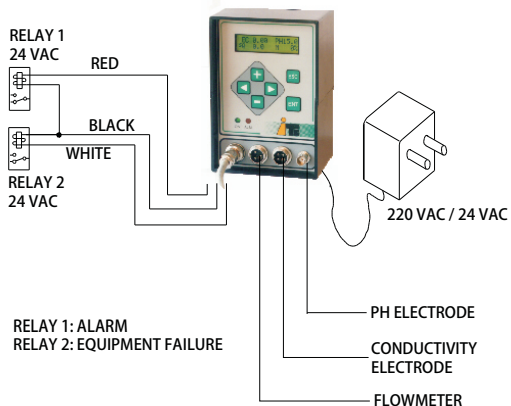 RELAY 1
24 VAC
RED
BLACK
WHITE
RELAY 2
24 VAC
ESC
ENT
220 VAC / 24 VAC
RELAY 1: ALARM
RELAY 2: EQUIPMENT FAILURE
PH ELECTRODE
CONDUCTIVITY
ELECTRODE
FLOWMETER